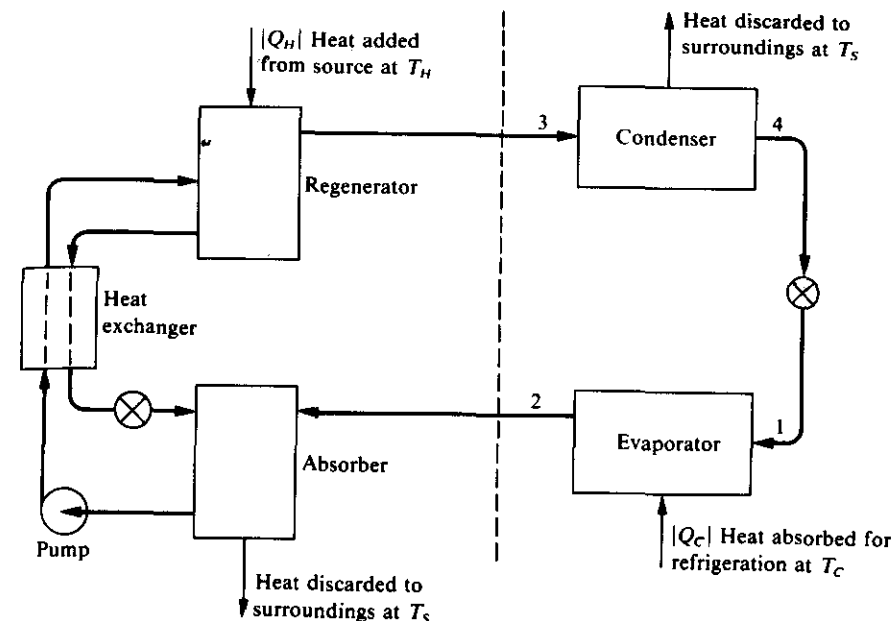 |Q_H| Heat added
from source at T_H
Heat discarded to
surroundings at T_S
3
Condenser
4
Regenerator
Heat
exchanger
2
1
Evaporator
Absorber
Pump
|Q_C| Heat absorbed for
refrigeration at T_C
Heat discarded to
surroundings at T_S